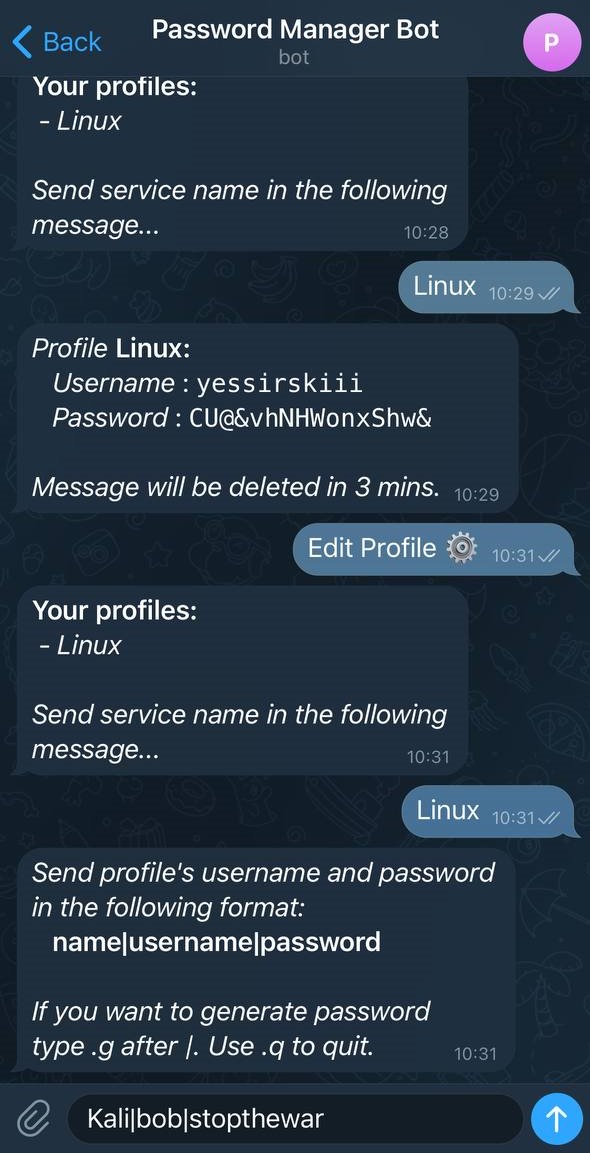 Back
Password Manager Bot
bot
P
Your profiles:
- Linux
Send service name in the following
message...
10:28
Linux 10:29
Profile Linux:
Username : yessirskiii
Password : CU@&vhNHWonxShw&
Message will be deleted in 3 mins. 10:29
Edit Profile ⚙️ 10:31
Your profiles:
- Linux
Send service name in the following
message...
10:31
Linux 10:31
Send profile's username and password
in the following format:
name|username|password
If you want to generate password
type .g after |. Use .q to quit.
10:31
Kali|bob|stopthewar